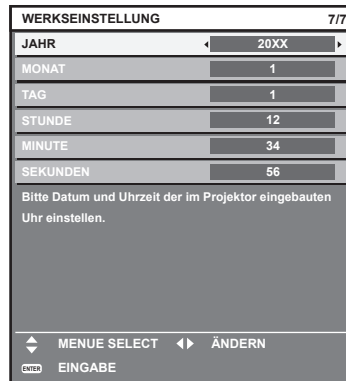 WERKSEINSTELLUNG 7/7
JAHR 20XX
MONAT 1
TAG 1
STUNDE 12
MINUTE 34
SEKUNDEN 56
Bitte Datum und Uhrzeit der im Projektor eingebauten
Uhr einstellen.
MENUE SELECT ÄNDERN
ENTER EINGABE